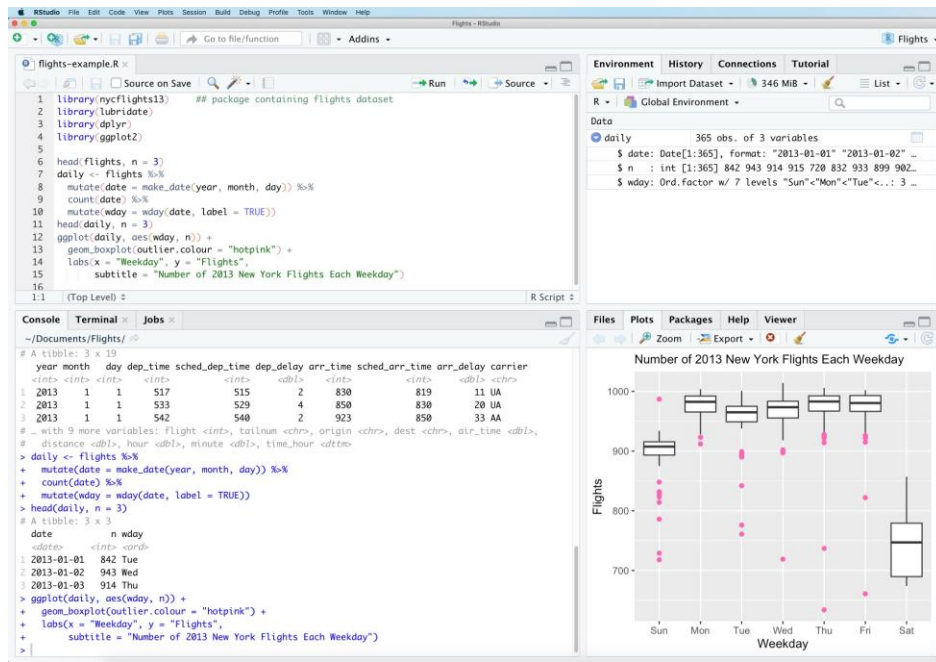 RStudio File Edit Code View Plots Session Build Debug Profile Tools Window Help
Flights - RStudio
Go to file/function Addins Flights
flights-example.R
Source on Save Run Source
1 library(nycflights13) ## package containing flights dataset
2 library(lubridate)
3 library(dplyr)
4 library(ggplot2)
5
6 head(flights, n = 3)
7 daily <- flights %>%
8 mutate(date = make_date(year, month, day)) %>%
9 count(date) %>%
10 mutate(wday = wday(date, label = TRUE))
11 head(daily, n = 3)
12 ggplot(daily, aes(wday, n)) +
13 geom_boxplot(outlier.colour = "hotpink") +
14 labs(x = "Weekday", y = "Flights",
15 subtitle = "Number of 2013 New York Flights Each Weekday")
16
1:1 (Top Level) R Script
Environment History Connections Tutorial
Import Dataset 346 MiB List
R Global Environment
Data
daily 365 obs. of 3 variables
$ date: Date[1:365], format: "2013-01-01" "2013-01-02" …
$ n : int [1:365] 842 943 914 915 720 832 933 899 902…
$ wday: Ord.factor w/ 7 levels "Sun"<"Mon"<"Tue"<..: 3 …
Console Terminal Jobs
~/Documents/Flights/
# A tibble: 3 x 19
year month day dep_time sched_dep_time dep_delay arr_time sched_arr_time arr_delay carrier
<int> <int> <int> <int> <int> <dbl> <int> <int> <dbl> <chr>
1 2013 1 1 517 515 2 830 819 11 UA
2 2013 1 1 533 529 4 850 830 20 UA
3 2013 1 1 542 540 2 923 850 33 AA
# … with 9 more variables: flight <int>, tailnum <chr>, origin <chr>, dest <chr>, air_time <dbl>,
# distance <dbl>, hour <dbl>, minute <dbl>, time_hour <dttm>
> daily <- flights %>%
+ mutate(date = make_date(year, month, day)) %>%
+ count(date) %>%
+ mutate(wday = wday(date, label = TRUE))
> head(daily, n = 3)
# A tibble: 3 x 3
date n wday
<date> <int> <ord>
1 2013-01-01 842 Tue
2 2013-01-02 943 Wed
3 2013-01-03 914 Thu
> ggplot(daily, aes(wday, n)) +
+ geom_boxplot(outlier.colour = "hotpink") +
+ labs(x = "Weekday", y = "Flights",
+ subtitle = "Number of 2013 New York Flights Each Weekday")
>
Files Plots Packages Help Viewer
Zoom Export
Number of 2013 New York Flights Each Weekday
1000
900
800
700
Flights
Sun Mon Tue Wed Thu Fri Sat
Weekday